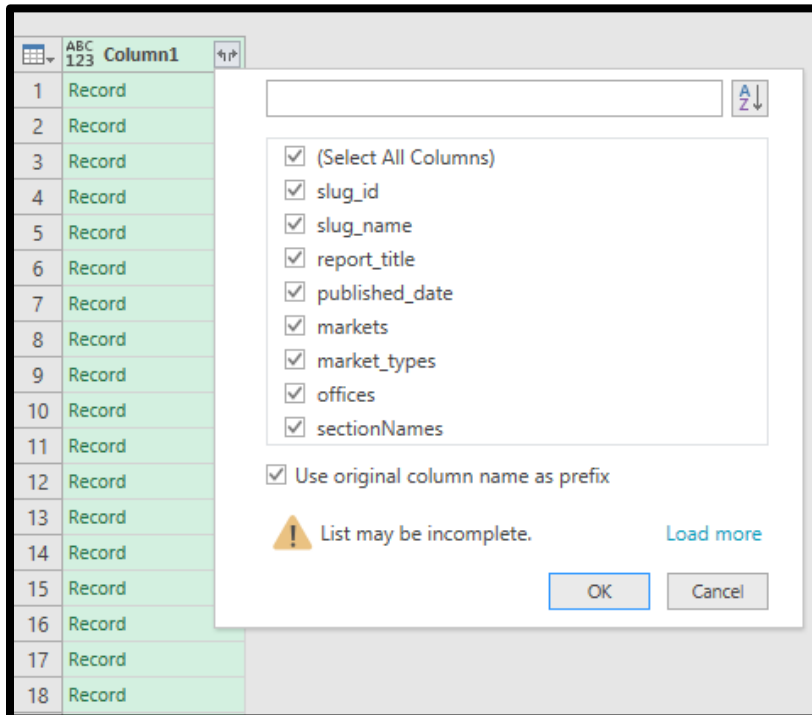 ABC 123 Column1
1 Record
2 Record
3 Record
4 Record
5 Record
6 Record
7 Record
8 Record
9 Record
10 Record
11 Record
12 Record
13 Record
14 Record
15 Record
16 Record
17 Record
18 Record
AZ
(Select All Columns)
slug_id
slug_name
report_title
published_date
markets
market_types
offices
sectionNames
Use original column name as prefix
List may be incomplete. Load more
OK Cancel